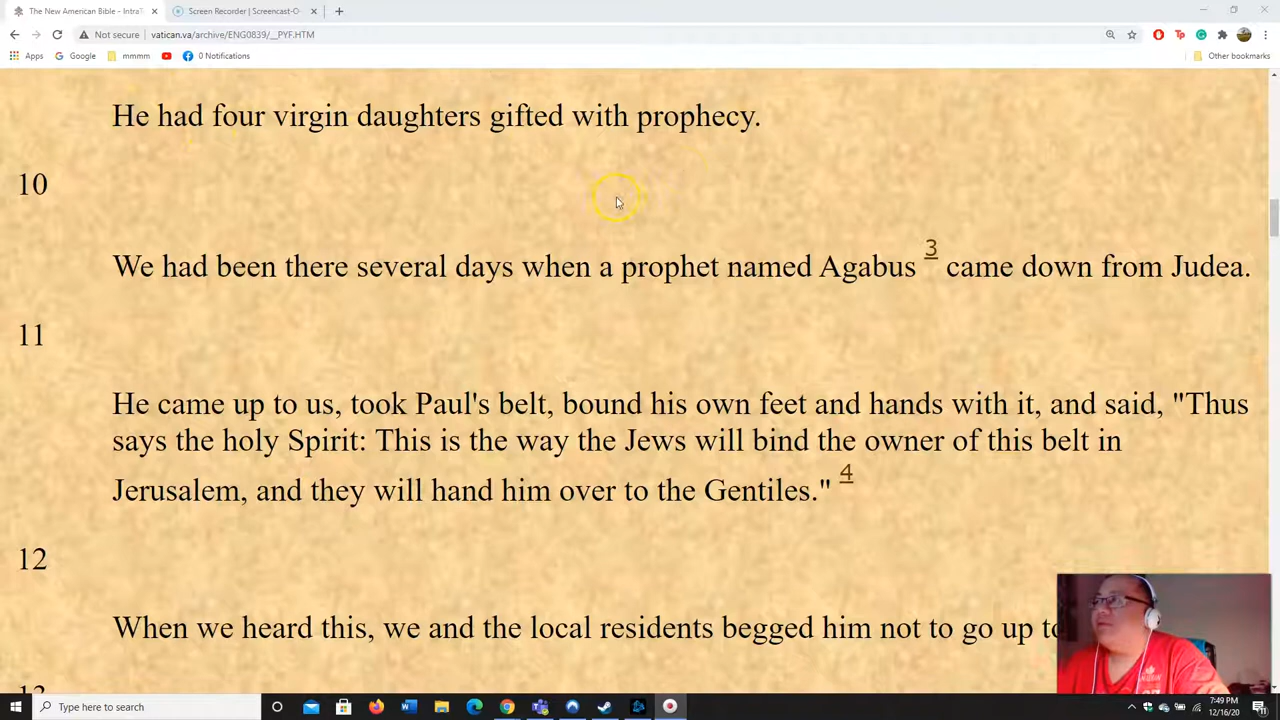 The New American Bible - IntraTe
Screen Recorder | Screencast-O-
Not secure | vatican.va/archive/ENG0839/__PYF.HTM
Apps Google mmmm 0 Notifications Other bookmarks
He had four virgin daughters gifted with prophecy.
10
We had been there several days when a prophet named Agabus 3 came down from Judea.
11
He came up to us, took Paul's belt, bound his own feet and hands with it, and said, "Thus
says the holy Spirit: This is the way the Jews will bind the owner of this belt in
Jerusalem, and they will hand him over to the Gentiles." 4
12
When we heard this, we and the local residents begged him not to go up to
Type here to search
7:49 PM
12/16/20